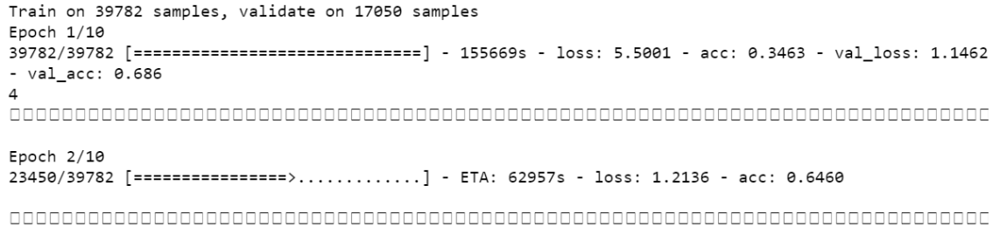 Train on 39782 samples, validate on 17050 samples
Epoch 1/10
39782/39782 [==============================] - 155669s - loss: 5.5001 - acc: 0.3463 - val_loss: 1.1462
- val_acc: 0.686
4
□□□□□□□□□□□□□□□□□□□□□□□□□□□□□□□□□□□□□□□□□□□□□□□□□□□□□□□□□□□□□□□□□□□□□□□□□□□
Epoch 2/10
23450/39782 [================>.............] - ETA: 62957s - loss: 1.2136 - acc: 0.6460
□□□□□□□□□□□□□□□□□□□□□□□□□□□□□□□□□□□□□□□□□□□□□□□□□□□□□□□□□□□□□□□□□□□□□□□□□□□